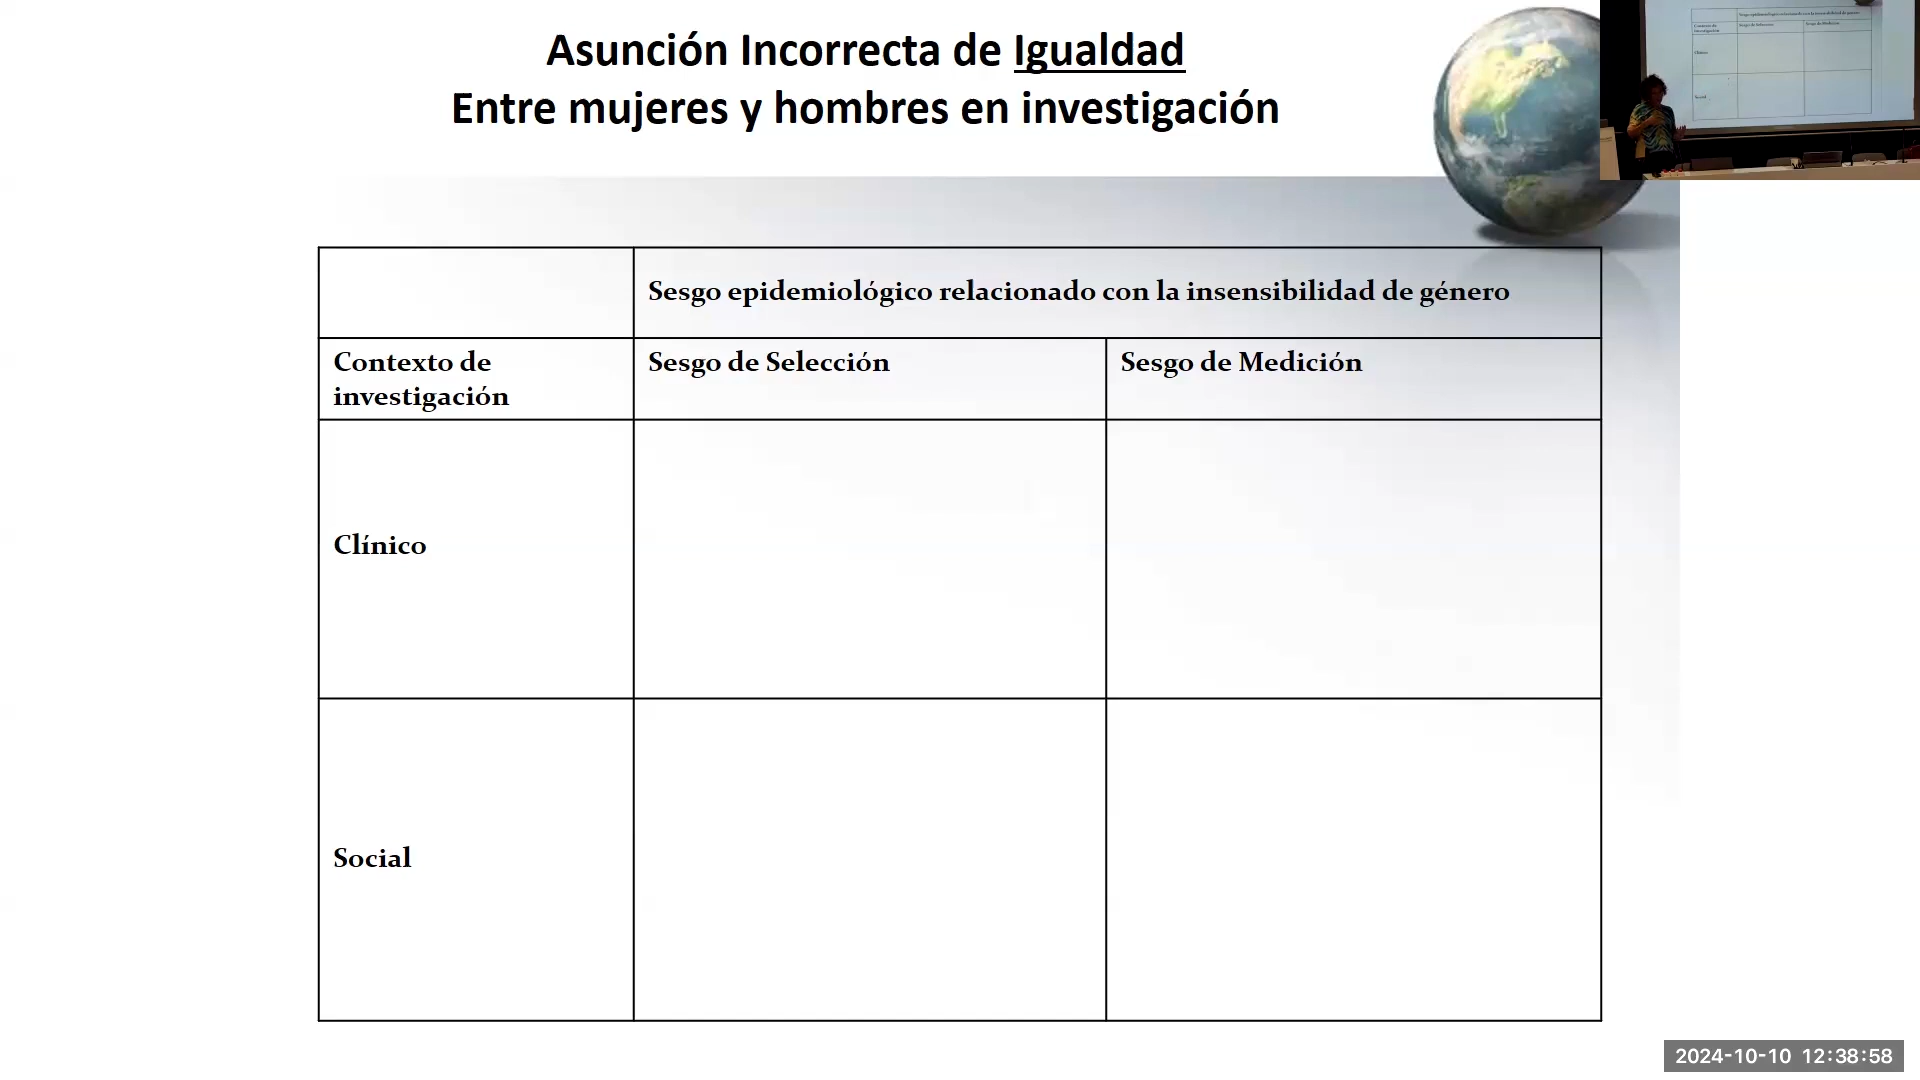 Asunción Incorrecta de Igualdad
Entre mujeres y hombres en investigación
Sesgo epidemiológico relacionado con la insensibilidad de género
Contexto de
investigación
Sesgo de Selección
Sesgo de Medición
Clínico
Social
2024-10-10 12:38:58